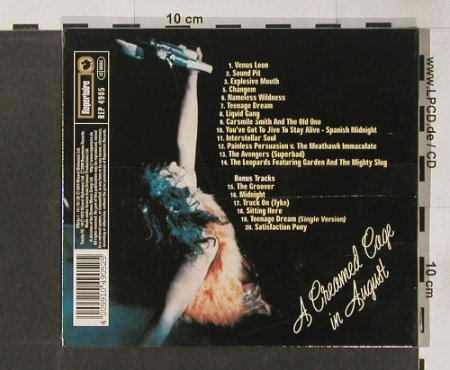 10 cm
Repertoire
REP 4905
1. Venus Loon
2. Sound Pit
3. Explosive Mouth
5. Changem
6. Nameless Wildness
7. Teenage Dream
8. Liquid Gang
9. Carsmile Smith And The Old One
10. You've Got To Jive To Stay Alive - Spanish Midnight
11. Interstellar Soul
12. Painless Persuasion v. The Meathawk Immaculate
13. The Avengers (Superbad)
14. The Leopards Featuring Garden And The Mighty Slug
Bonus Tracks
15. The Groover
16. Midnight
17. Truck On (Tyke)
18. Sitting Here
19. Teenage Dream (Single Version)
20. Satisfaction Pony
A Creamed Cage
in August
4 009910 490525
www.LPCD.de / CD
10 cm